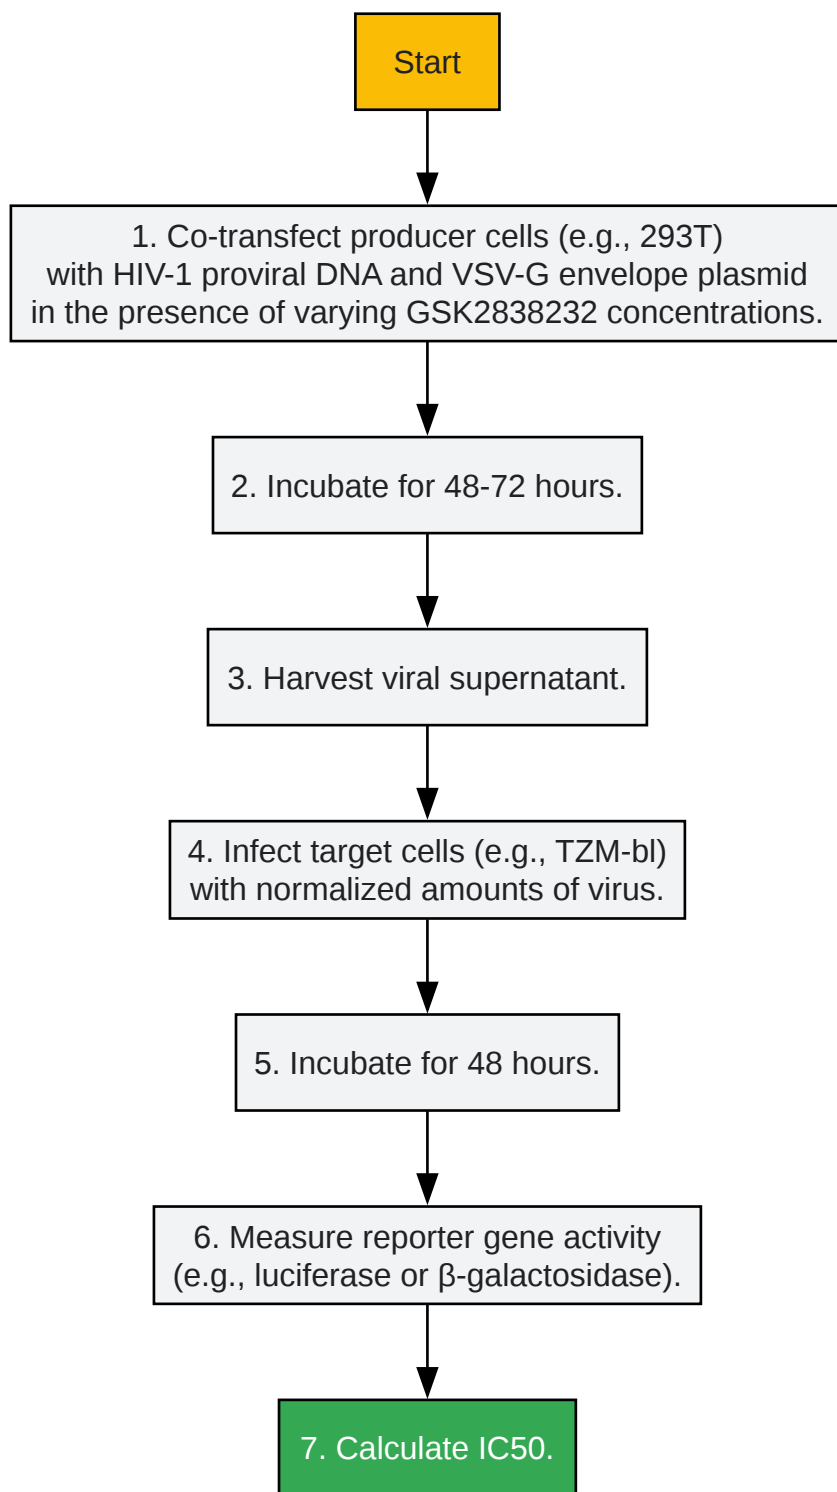 Start
1. Co-transfect producer cells (e.g., 293T)
with HIV-1 proviral DNA and VSV-G envelope plasmid
in the presence of varying GSK2838232 concentrations.
2. Incubate for 48-72 hours.
3. Harvest viral supernatant.
4. Infect target cells (e.g., TZM-bl)
with normalized amounts of virus.
5. Incubate for 48 hours.
6. Measure reporter gene activity
(e.g., luciferase or β-galactosidase).
7. Calculate IC50.